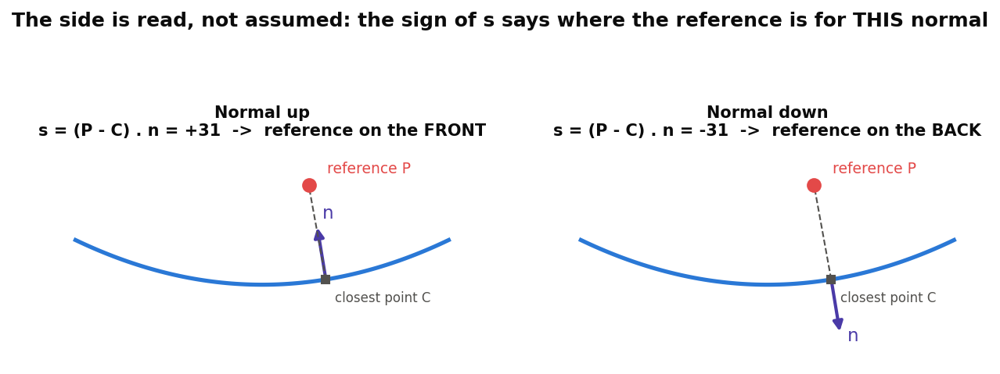 The side is read, not assumed: the sign of s says where the reference is for THIS normal
Normal up
s = (P - C) . n = +31  ->  reference on the FRONT
reference P
n
closest point C
Normal down
s = (P - C) . n = -31  ->  reference on the BACK
reference P
closest point C
n